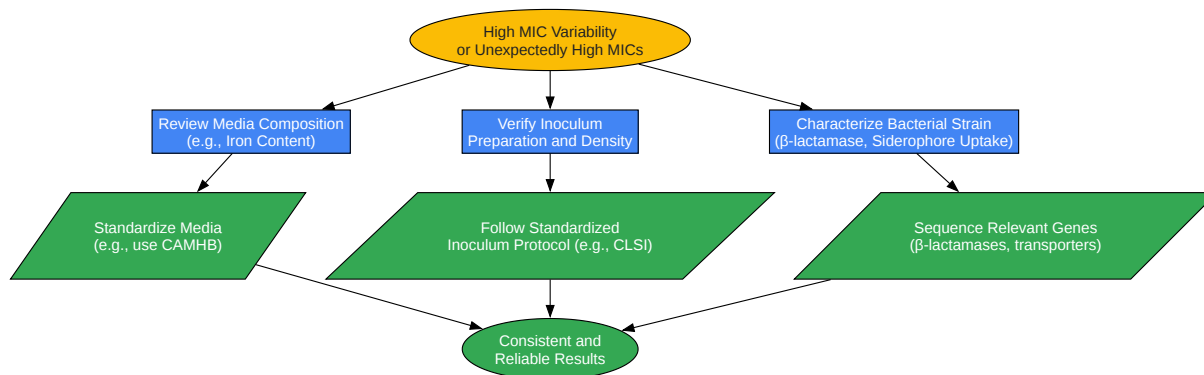 High MIC Variability
or Unexpectedly High MICs
Review Media Composition
(e.g., Iron Content)
Verify Inoculum
Preparation and Density
Characterize Bacterial Strain
(β-lactamase, Siderophore Uptake)
Standardize Media
(e.g., use CAMHB)
Follow Standardized
Inoculum Protocol (e.g., CLSI)
Sequence Relevant Genes
(β-lactamases, transporters)
Consistent and
Reliable Results